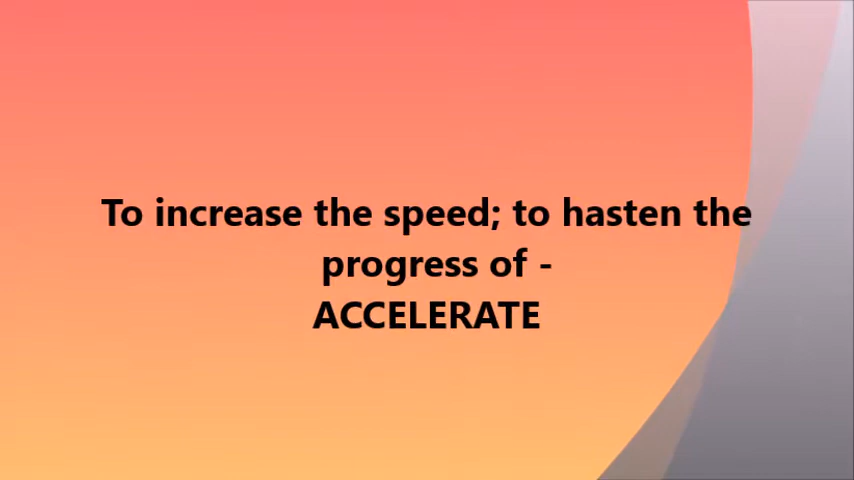 To increase the speed; to hasten the
progress of -
ACCELERATE